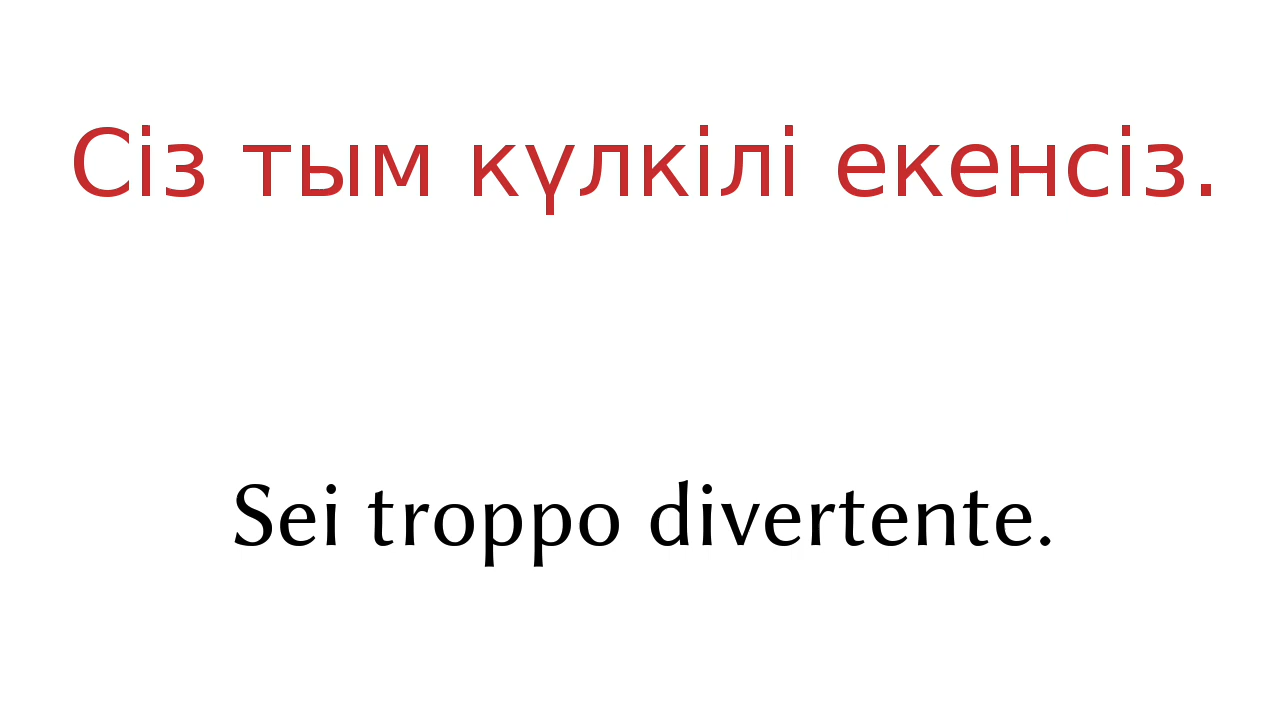 Сіз тым күлкілі екенсіз.
Sei troppo divertente.